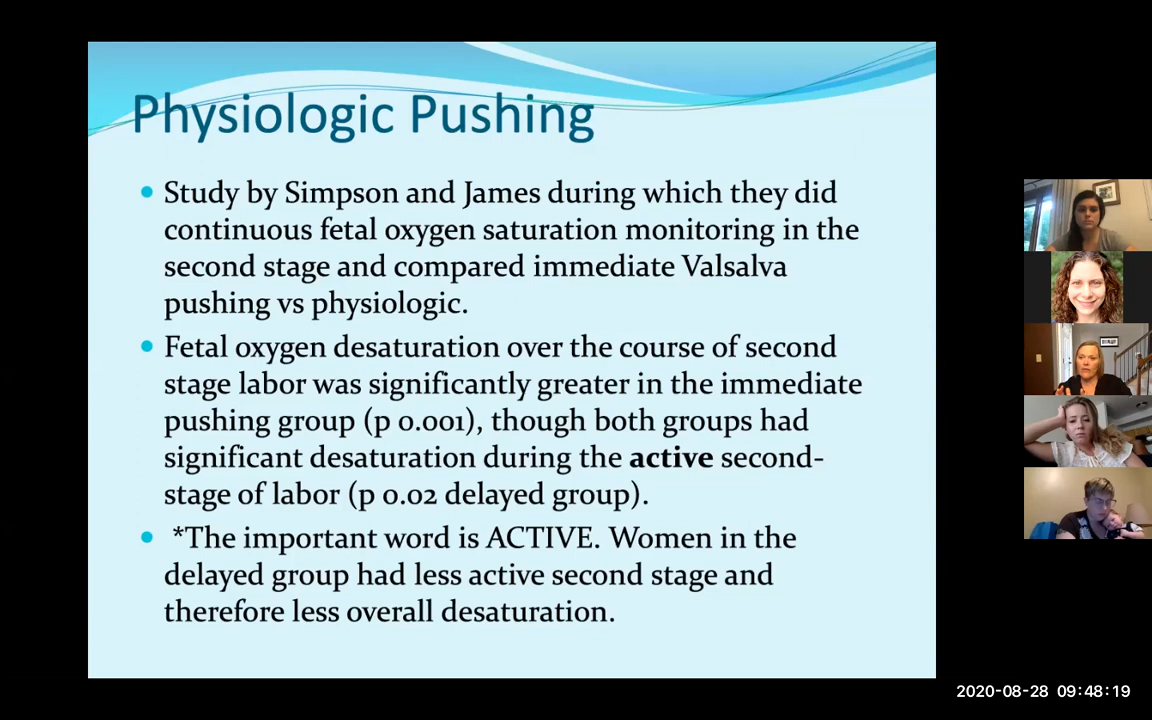 Physiologic Pushing
Study by Simpson and James during which they did
continuous fetal oxygen saturation monitoring in the
second stage and compared immediate Valsalva
pushing vs physiologic.
Fetal oxygen desaturation over the course of second
stage labor was significantly greater in the immediate
pushing group (p 0.001), though both groups had
significant desaturation during the active second-
stage of labor (p 0.02 delayed group).
*The important word is ACTIVE. Women in the
delayed group had less active second stage and
therefore less overall desaturation.
2020-08-28 09:48:19